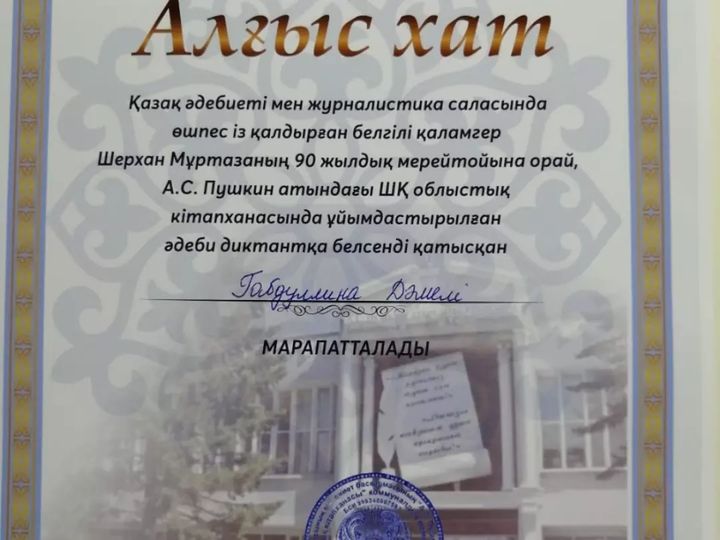 Алғыс хат
Қазақ әдебиеті мен журналистика саласында
өшпес із қалдырған белгілі қаламгер
Шерхан Мұртазаның 90 жылдық мерейтойына орай,
А.С. Пушкин атындағы ШҚ облыстық
кітапханасында ұйымдастырылған
әдеби диктантқа белсенді қатысқан
Габдуллина Дәмелі
МАРАПАТТАЛАДЫ